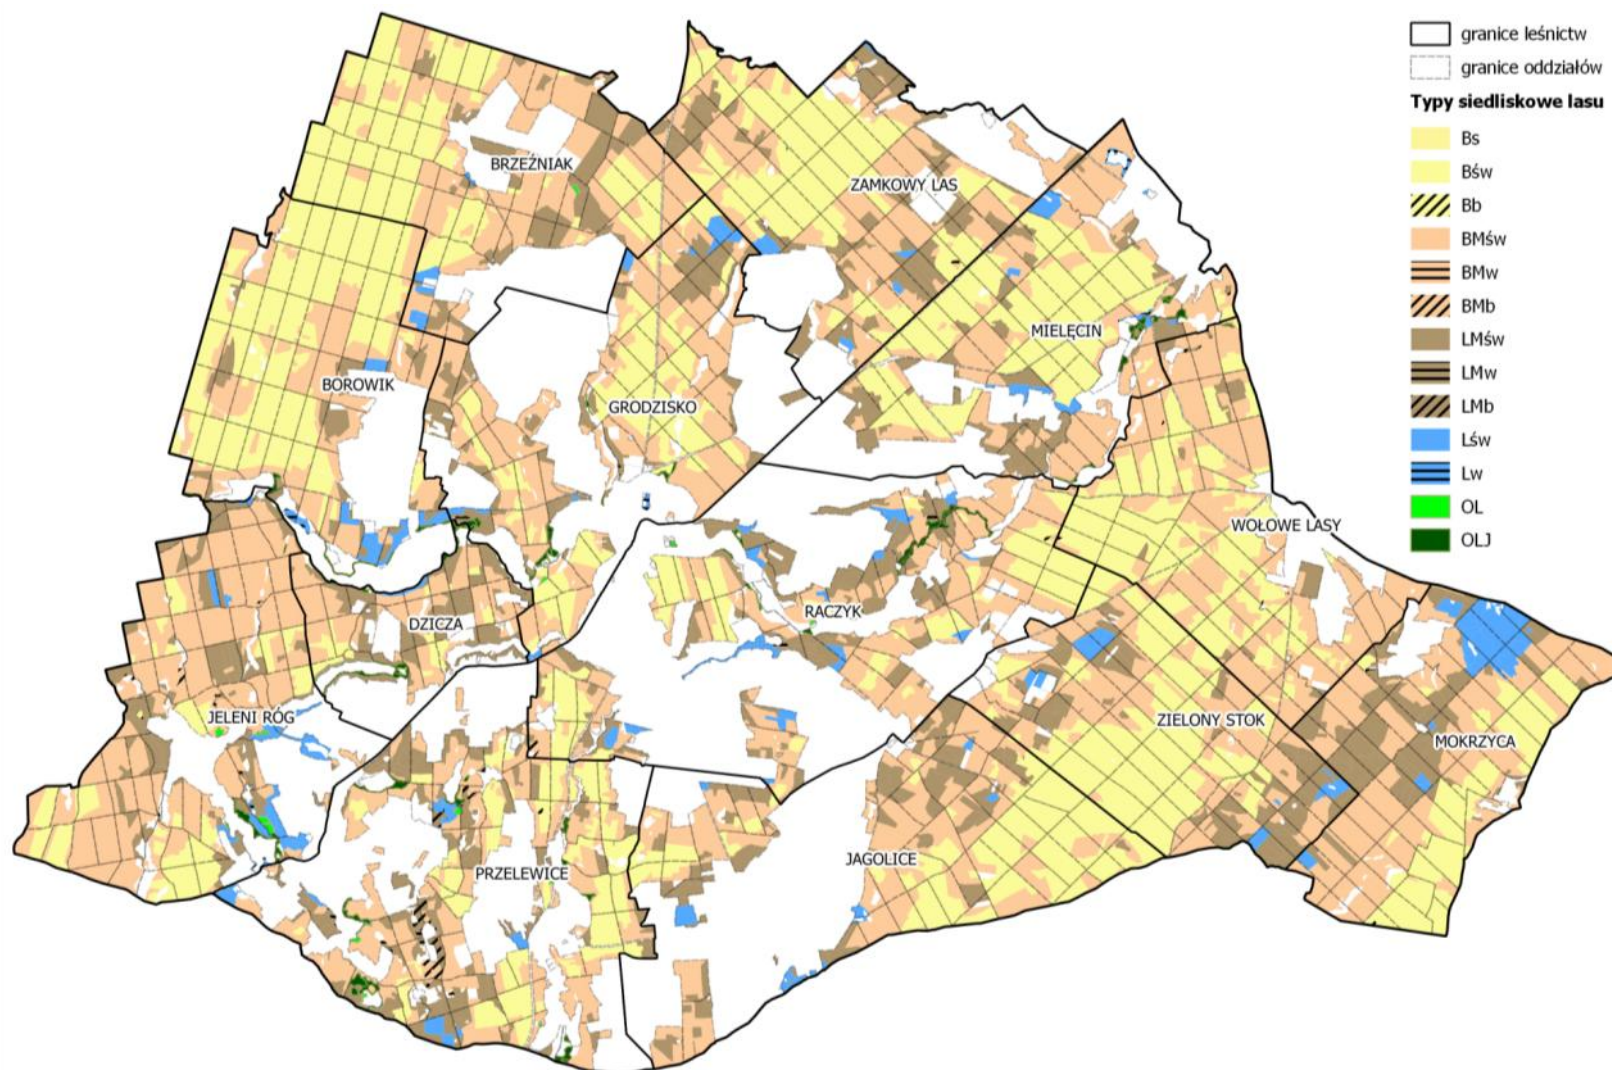 granice leśnictw
granice oddziałów
Typy siedliskowe lasu
Bs
Bśw
Bb
BMśw
BMw
BMb
LMśw
LMw
LMb
Lśw
Lw
OL
OLJ
BRZEŹNIAK
ZAMKOWY LAS
MIELĘCIN
BOROWIK
GRODZISKO
WOŁOWE LASY
DZICZA
RACZYK
JELENI RÓG
ZIELONY STOK
MOKRZYCA
PRZELEWICE
JAGOLICE